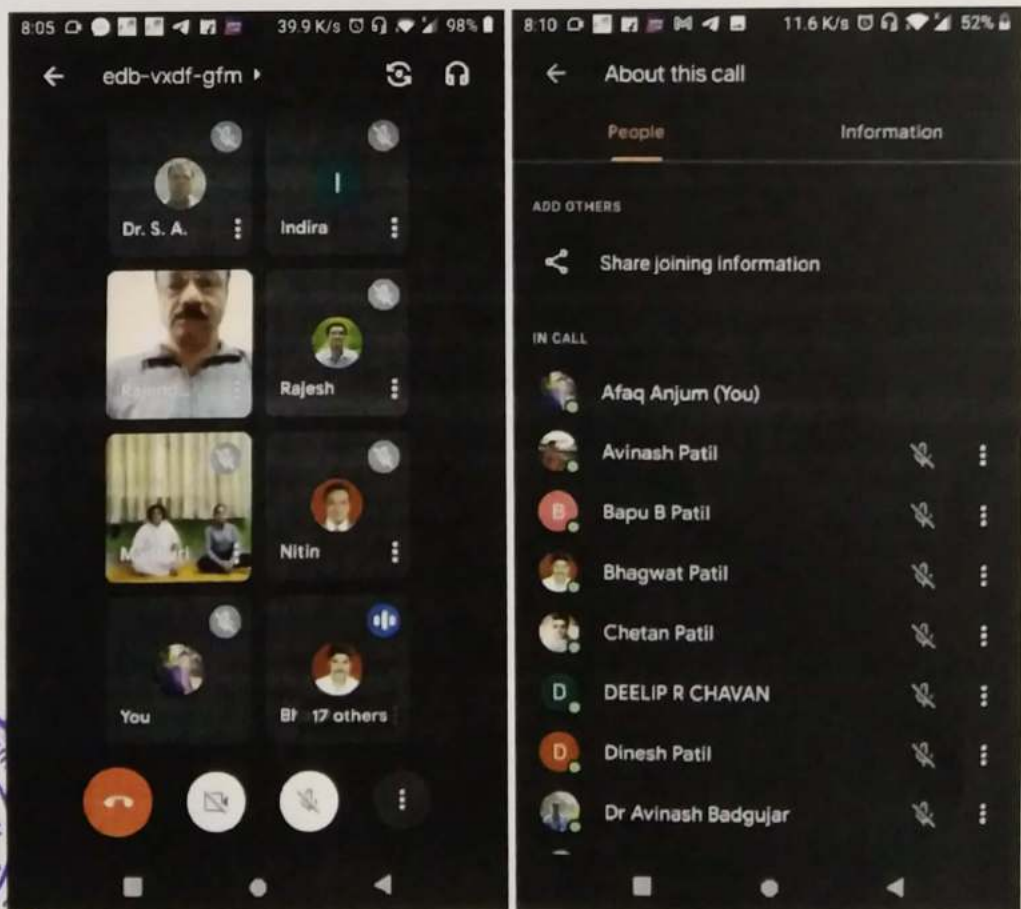 8:05 39.9 K/s 98%
edb-vxdf-gfm
Dr. S. A.
I
Indira
Rajesh
Nitin
You
17 others
8:10 11.6 K/s 52%
About this call
People Information
ADD OTHERS
Share joining information
IN CALL
Afaq Anjum (You)
Avinash Patil
B
Bapu B Patil
Bhagwat Patil
Chetan Patil
D
DEELIP R CHAVAN
D
Dinesh Patil
Dr Avinash Badgujar